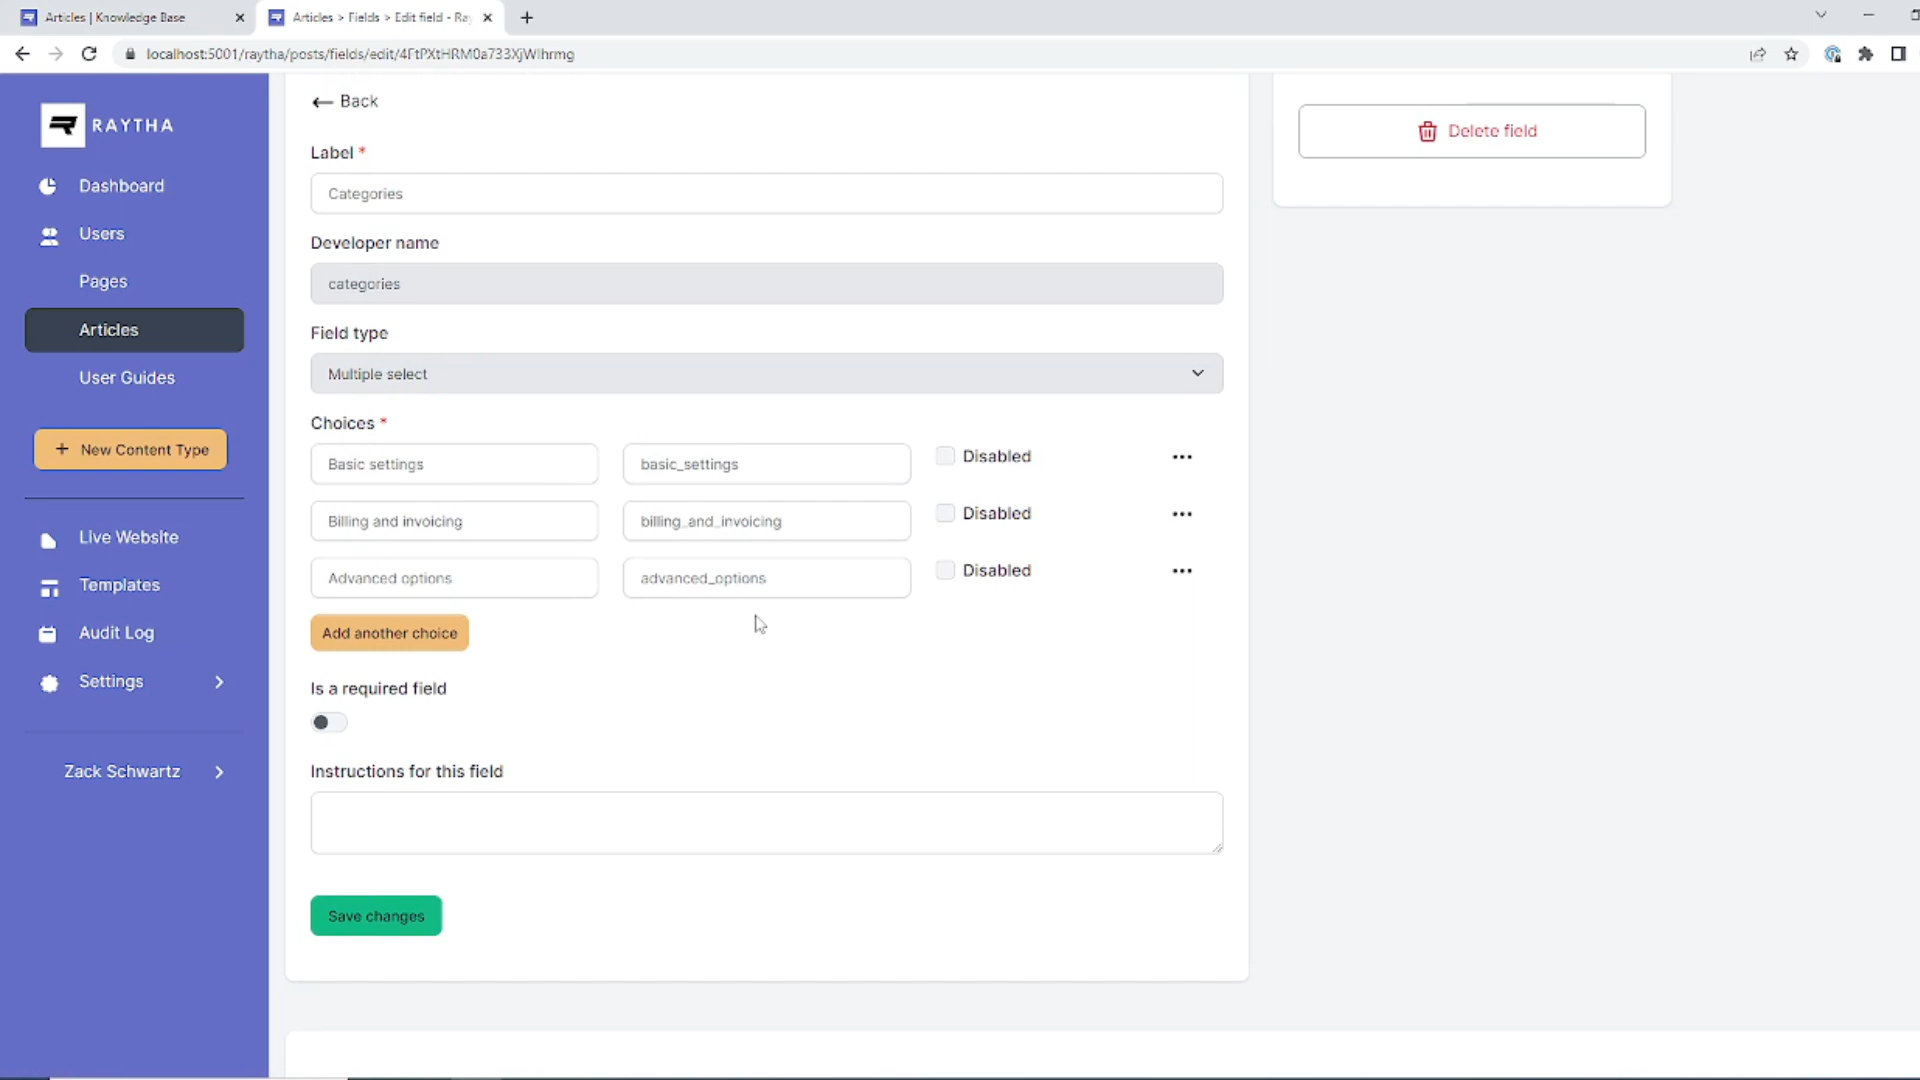 Articles | Knowledge Base
Articles > Fields > Edit field - Ray
localhost:5001/raytha/posts/fields/edit/4FtPXtHRM0a733XjWIhrmg
RAYTHA
Dashboard
Users
Pages
Articles
User Guides
+ New Content Type
Live Website
Templates
Audit Log
Settings
Zack Schwartz
← Back
Label *
Categories
Developer name
categories
Field type
Multiple select
Choices *
Basic settings basic_settings Disabled ...
Billing and invoicing billing_and_invoicing Disabled ...
Advanced options advanced_options Disabled ...
Add another choice
Is a required field
Instructions for this field
Save changes
Delete field